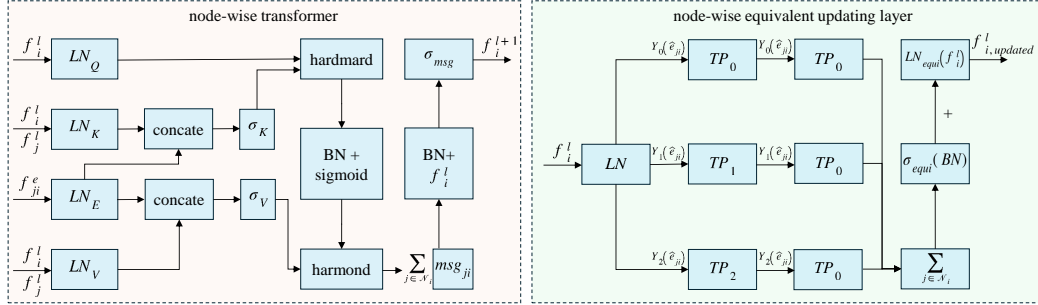 node-wise transformer
f_i^l
LN_Q
hardmard
σ_msg
f_i^{l+1}
f_i^l
f_j^l
LN_K
concate
σ_K
BN +
sigmoid
BN+
f_i^l
f_ji^e
LN_E
concate
σ_V
f_i^l
f_j^l
LN_V
harmond
∑_{j∈N_i}
msg_ji
node-wise equivalent updating layer
f_i^l
LN
Y_0(ê_ji)
TP_0
Y_0(ê_ji)
TP_0
Y_1(ê_ji)
TP_1
Y_1(ê_ji)
TP_0
Y_2(ê_ji)
TP_2
Y_2(ê_ji)
TP_0
LN_equi(f_i^l)
f_{i,updated}^l
+
σ_equi(BN)
∑_{j∈N_i}